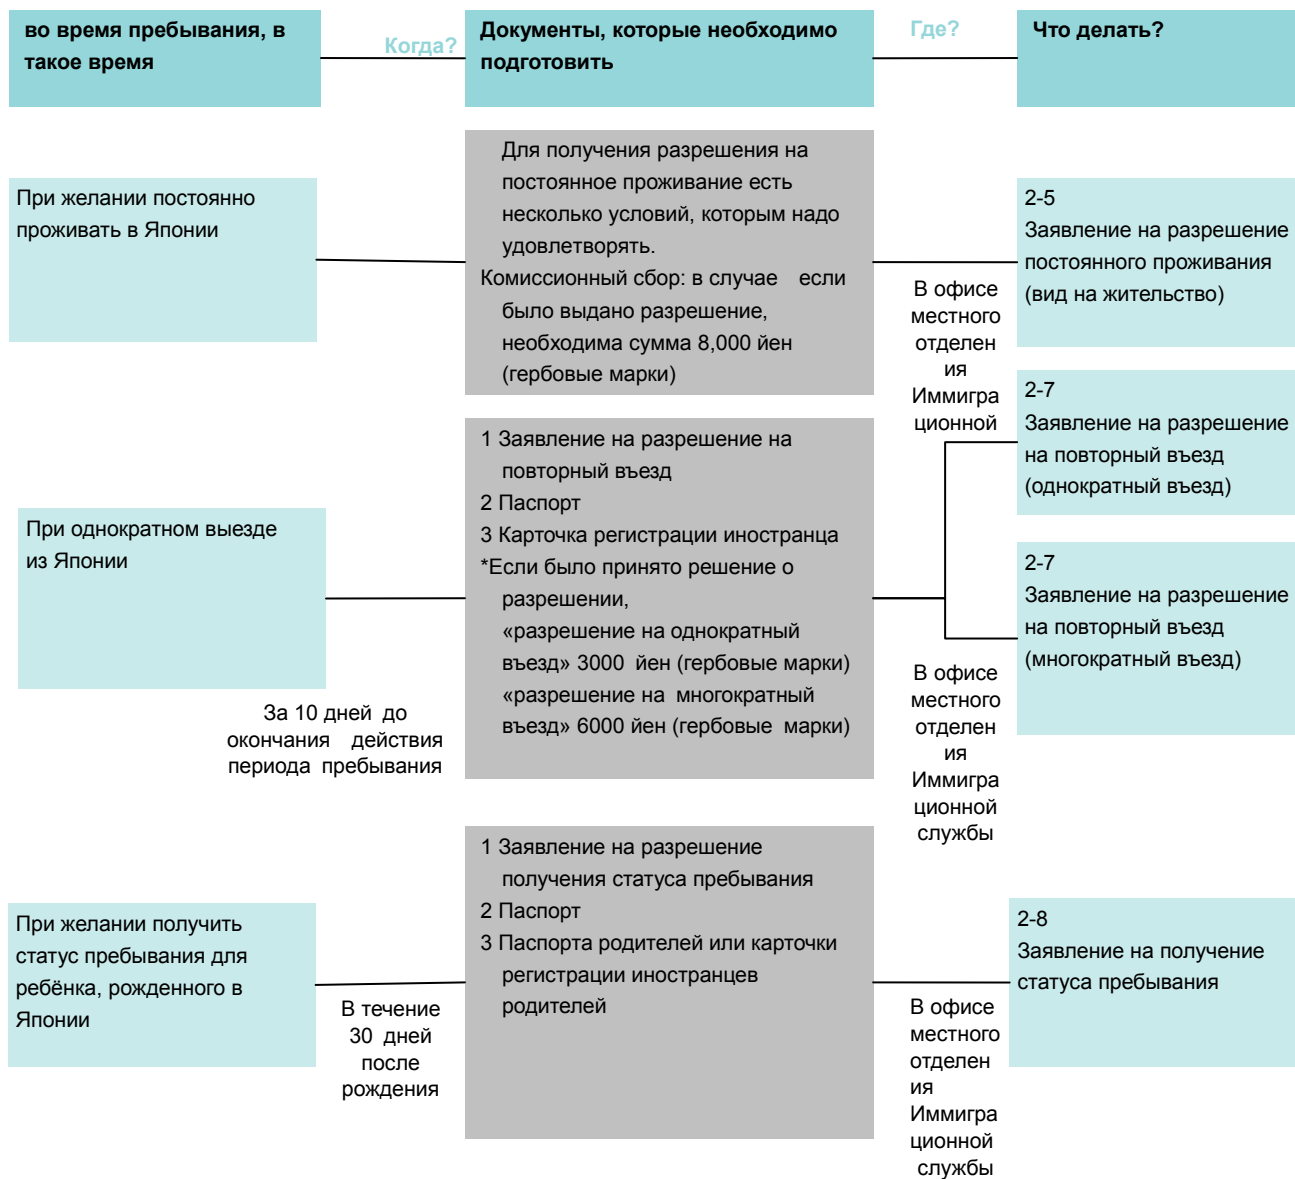 во время пребывания, в
такое время
Когда?
Документы, которые необходимо
подготовить
Где?
Что делать?
При желании постоянно
проживать в Японии
Для получения разрешения на
постоянное проживание есть
несколько условий, которым надо
удовлетворять.
Комиссионный сбор: в случае если
было выдано разрешение,
необходима сумма 8,000 йен
(гербовые марки)
В офисе
местного
отделен
ия
Иммигра
ционной
2-5
Заявление на разрешение
постоянного проживания
(вид на жительство)
При однократном выезде
из Японии
За 10 дней до
окончания действия
периода пребывания
1 Заявление на разрешение на
повторный въезд
2 Паспорт
3 Карточка регистрации иностранца
*Если было принято решение о
разрешении,
«разрешение на однократный
въезд» 3000 йен (гербовые марки)
«разрешение на многократный
въезд» 6000 йен (гербовые марки)
В офисе
местного
отделен
ия
Иммигра
ционной
службы
2-7
Заявление на разрешение
на повторный въезд
(однократный въезд)
2-7
Заявление на разрешение
на повторный въезд
(многократный въезд)
При желании получить
статус пребывания для
ребёнка, рожденного в
Японии
В течение
30 дней
после
рождения
1 Заявление на разрешение
получения статуса пребывания
2 Паспорт
3 Паспорта родителей или карточки
регистрации иностранцев
родителей
В офисе
местного
отделен
ия
Иммигра
ционной
службы
2-8
Заявление на получение
статуса пребывания